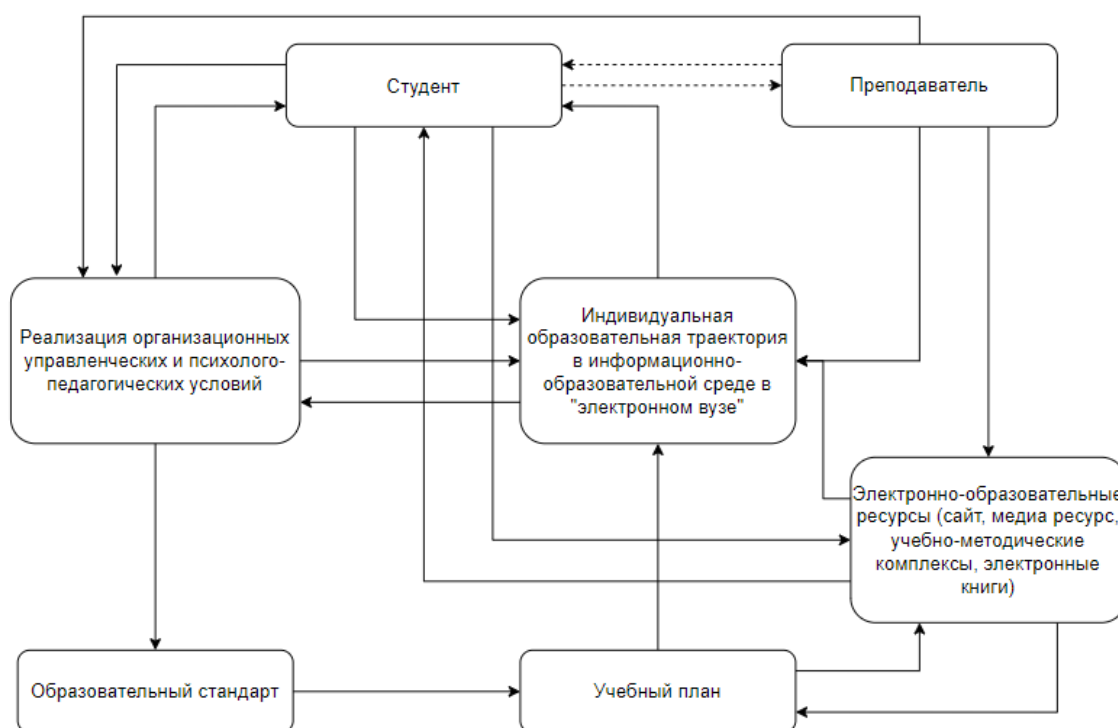 Студент
Преподаватель
Реализация организационных
управленческих и психолого-
педагогических условий
Индивидуальная
образовательная траектория
в информационно-
образовательной среде в
"электронном вузе"
Электронно-образовательные
ресурсы (сайт, медиа ресурс,
учебно-методические
комплексы, электронные
книги)
Образовательный стандарт
Учебный план